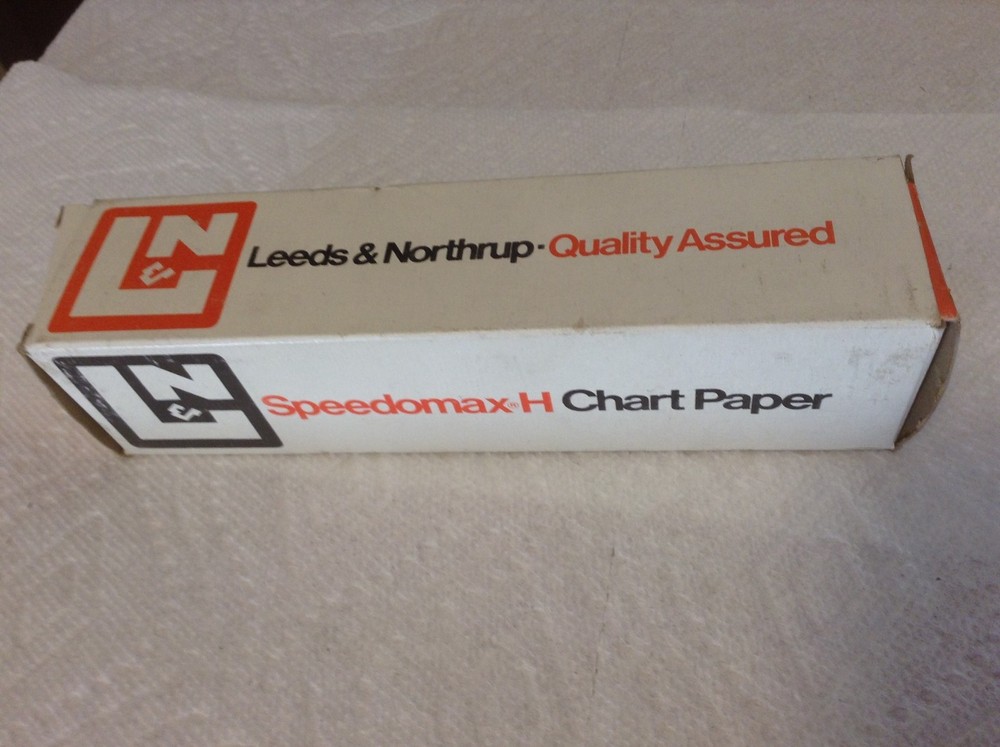 L&N
Leeds & Northrup · Quality Assured
L&N
Speedomax® H Chart Paper